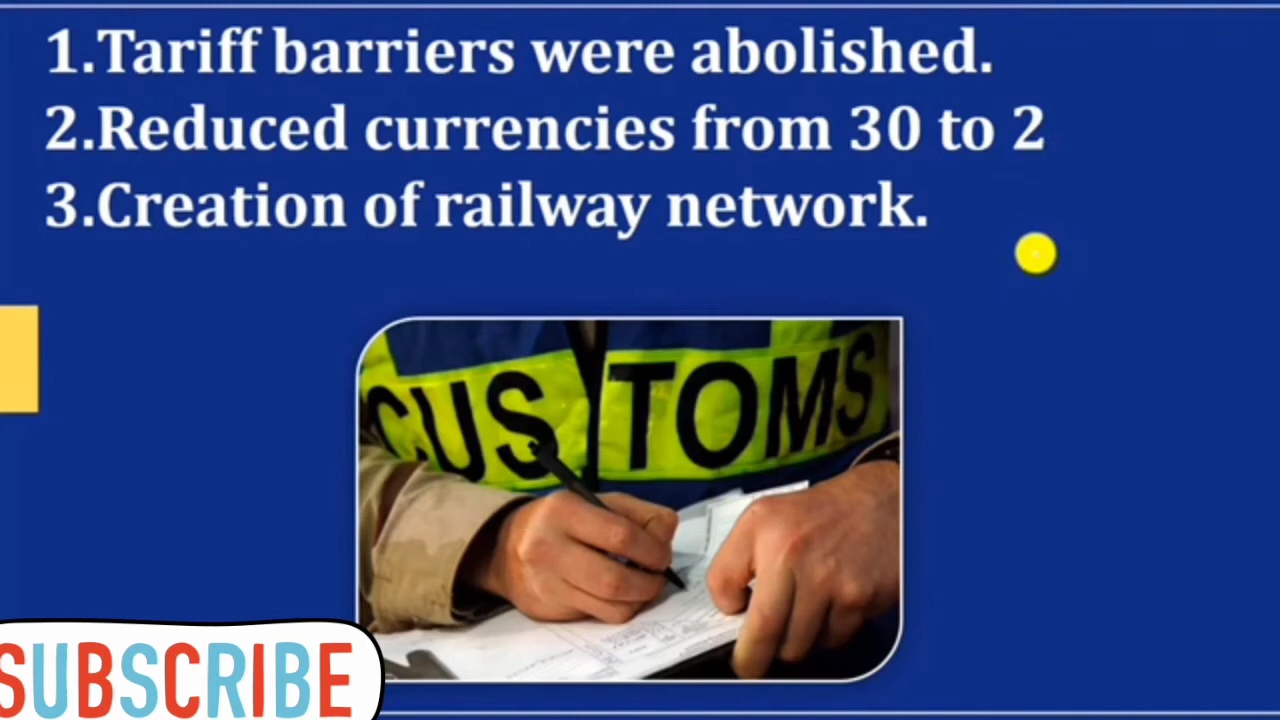 1.Tariff barriers were abolished.
2.Reduced currencies from 30 to 2
3.Creation of railway network.
CUSTOMS
SUBSCRIBE